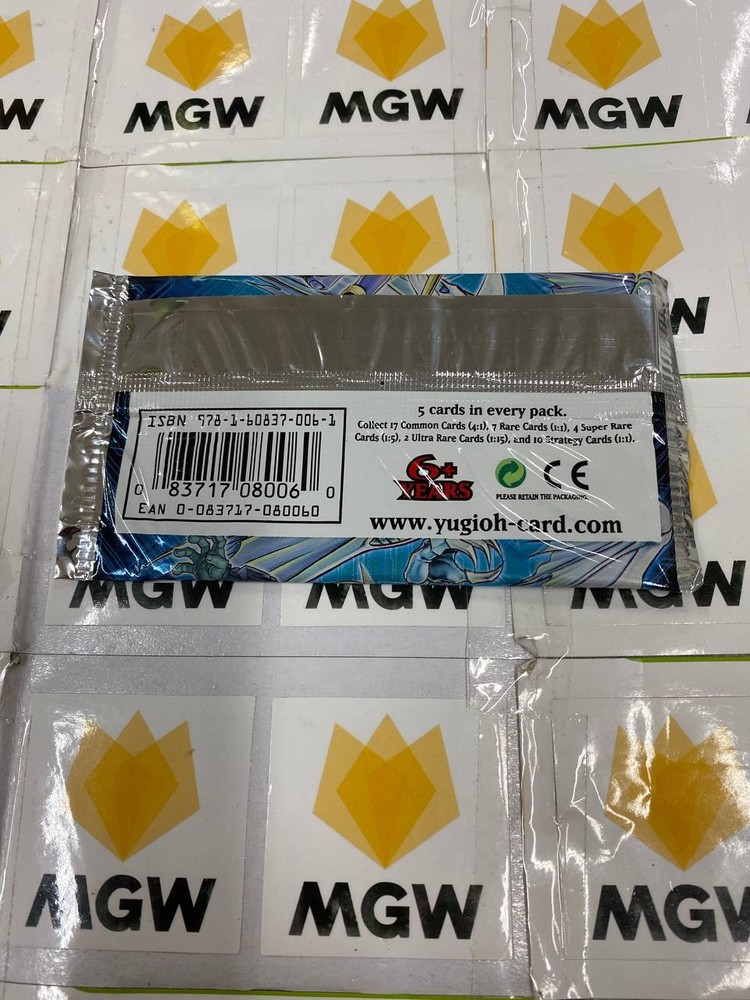 MGW
MGW
MGW
ISBN 978-1-60837-006-1
0 83717 08006 0
EAN 0-083717-080060
5 cards in every pack.
Collect 17 Common Cards (4:1), 7 Rare Cards (1:1), 4 Super Rare
Cards (1:5), 2 Ultra Rare Cards (1:15), and 10 Strategy Cards (1:1).
6+
YEARS
CE
PLEASE RETAIN THE PACKAGING
www.yugioh-card.com
MGW
MGW
MGW
MGW
MGW
MGW